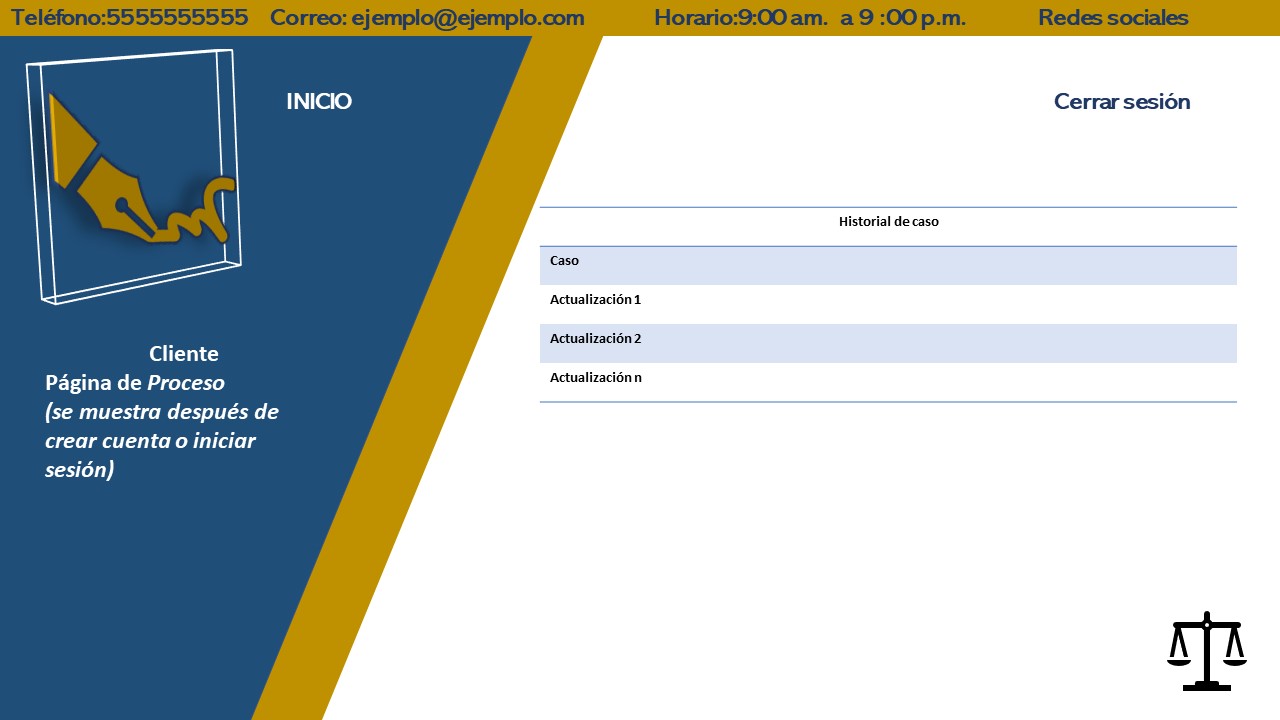 Teléfono:5555555555 Correo: ejemplo@ejemplo.com Horario:9:00 am. a 9 :00 p.m. Redes sociales
INICIO
Cerrar sesión
Historial de caso
Caso
Actualización 1
Actualización 2
Actualización n
Cliente
Página de Proceso
(se muestra después de
crear cuenta o iniciar
sesión)